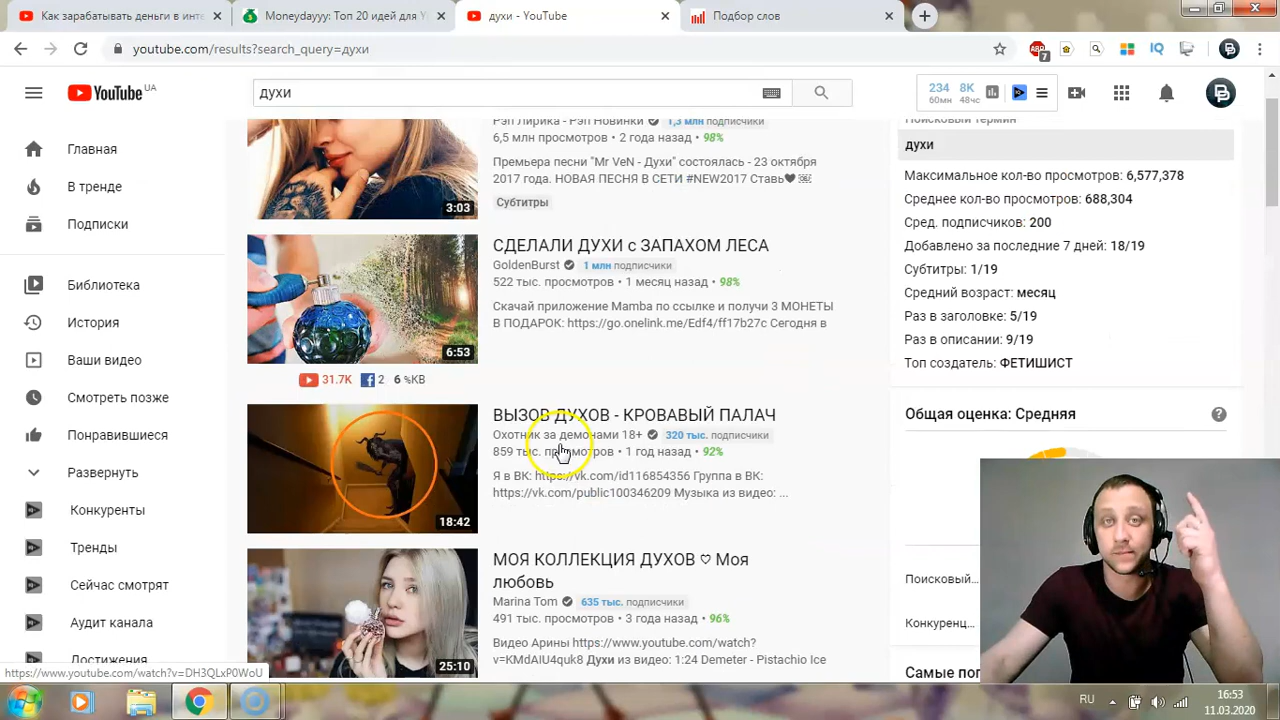 Как зарабатывать деньги в инте
Moneydayyy: Топ 20 идей для Y
духи - YouTube
Подбор слов
youtube.com/results?search_query=духи
ABP
7
IQ
YouTube UA
духи
234 8K
60мн 48чс
Главная
В тренде
Подписки
Библиотека
История
Ваши видео
Смотреть позже
Понравившиеся
Развернуть
Конкуренты
Тренды
Сейчас смотрят
Аудит канала
Достижения
Рэп Лирика - Рэп Новинки 1,3 млн подписчики
6,5 млн просмотров • 2 года назад • 98%
Премьера песни "Mr VeN - Духи" состоялась - 23 октября
2017 года. НОВАЯ ПЕСНЯ В СЕТИ #NEW2017 Ставь❤
Субтитры
3:03
СДЕЛАЛИ ДУХИ с ЗАПАХОМ ЛЕСА
GoldenBurst 1 млн подписчики
522 тыс. просмотров • 1 месяц назад • 98%
Скачай приложение Mamba по ссылке и получи 3 МОНЕТЫ
В ПОДАРОК: https://go.onelink.me/Edf4/ff17b27c Сегодня в
6:53
31.7K 2 6 %КВ
ВЫЗОВ ДУХОВ - КРОВАВЫЙ ПАЛАЧ
Охотник за демонами 18+ 320 тыс. подписчики
859 тыс. просмотров • 1 год назад • 92%
Я в ВК: https://vk.com/id116854356 Группа в ВК:
https://vk.com/public100346209 Музыка из видео: ...
18:42
МОЯ КОЛЛЕКЦИЯ ДУХОВ ♡ Моя
любовь
Marina Tom 635 тыс. подписчики
491 тыс. просмотров • 3 года назад • 96%
Видео Арины https://www.youtube.com/watch?
v=KMdAIU4quk8 Духи из видео: 1:24 Demeter - Pistachio Ice
25:10
Поисковый термин
духи
Максимальное кол-во просмотров: 6,577,378
Среднее кол-во просмотров: 688,304
Сред. подписчиков: 200
Добавлено за последние 7 дней: 18/19
Субтитры: 1/19
Средний возраст: месяц
Раз в заголовке: 5/19
Раз в описании: 9/19
Топ создатель: ФЕТИШИСТ
Общая оценка: Средняя
?
Поисковый
Конкуренц
Самые поп
https://www.youtube.com/watch?v=DH3QLxP0WoU
RU
16:53
11.03.2020